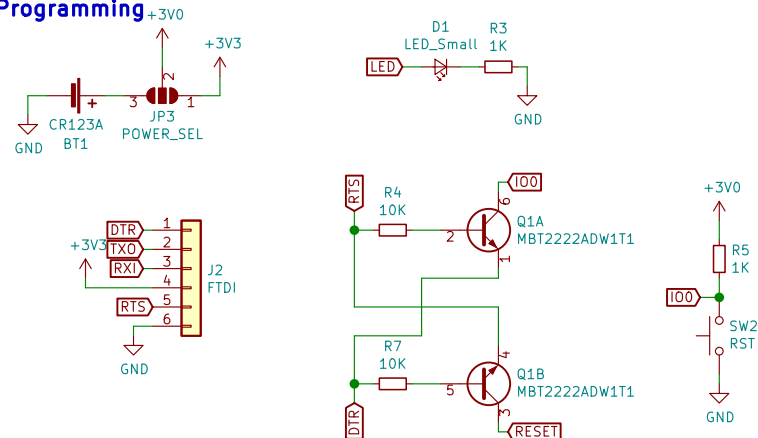 Programming
+3V0
+3V3
2
3
1
+
JP3
POWER_SEL
CR123A
BT1
GND
D1
LED_Small
R3
1K
LED
GND
RTS
R4
10K
IO0
6
2
Q1A
MBT2222ADW1T1
1
R7
10K
4
5
Q1B
MBT2222ADW1T1
3
DTR
RESET
DTR
1
TXO
2
+3V3
RXI
3
4
RTS
5
6
J2
FTDI
GND
+3V0
R5
1K
IO0
SW2
RST
GND